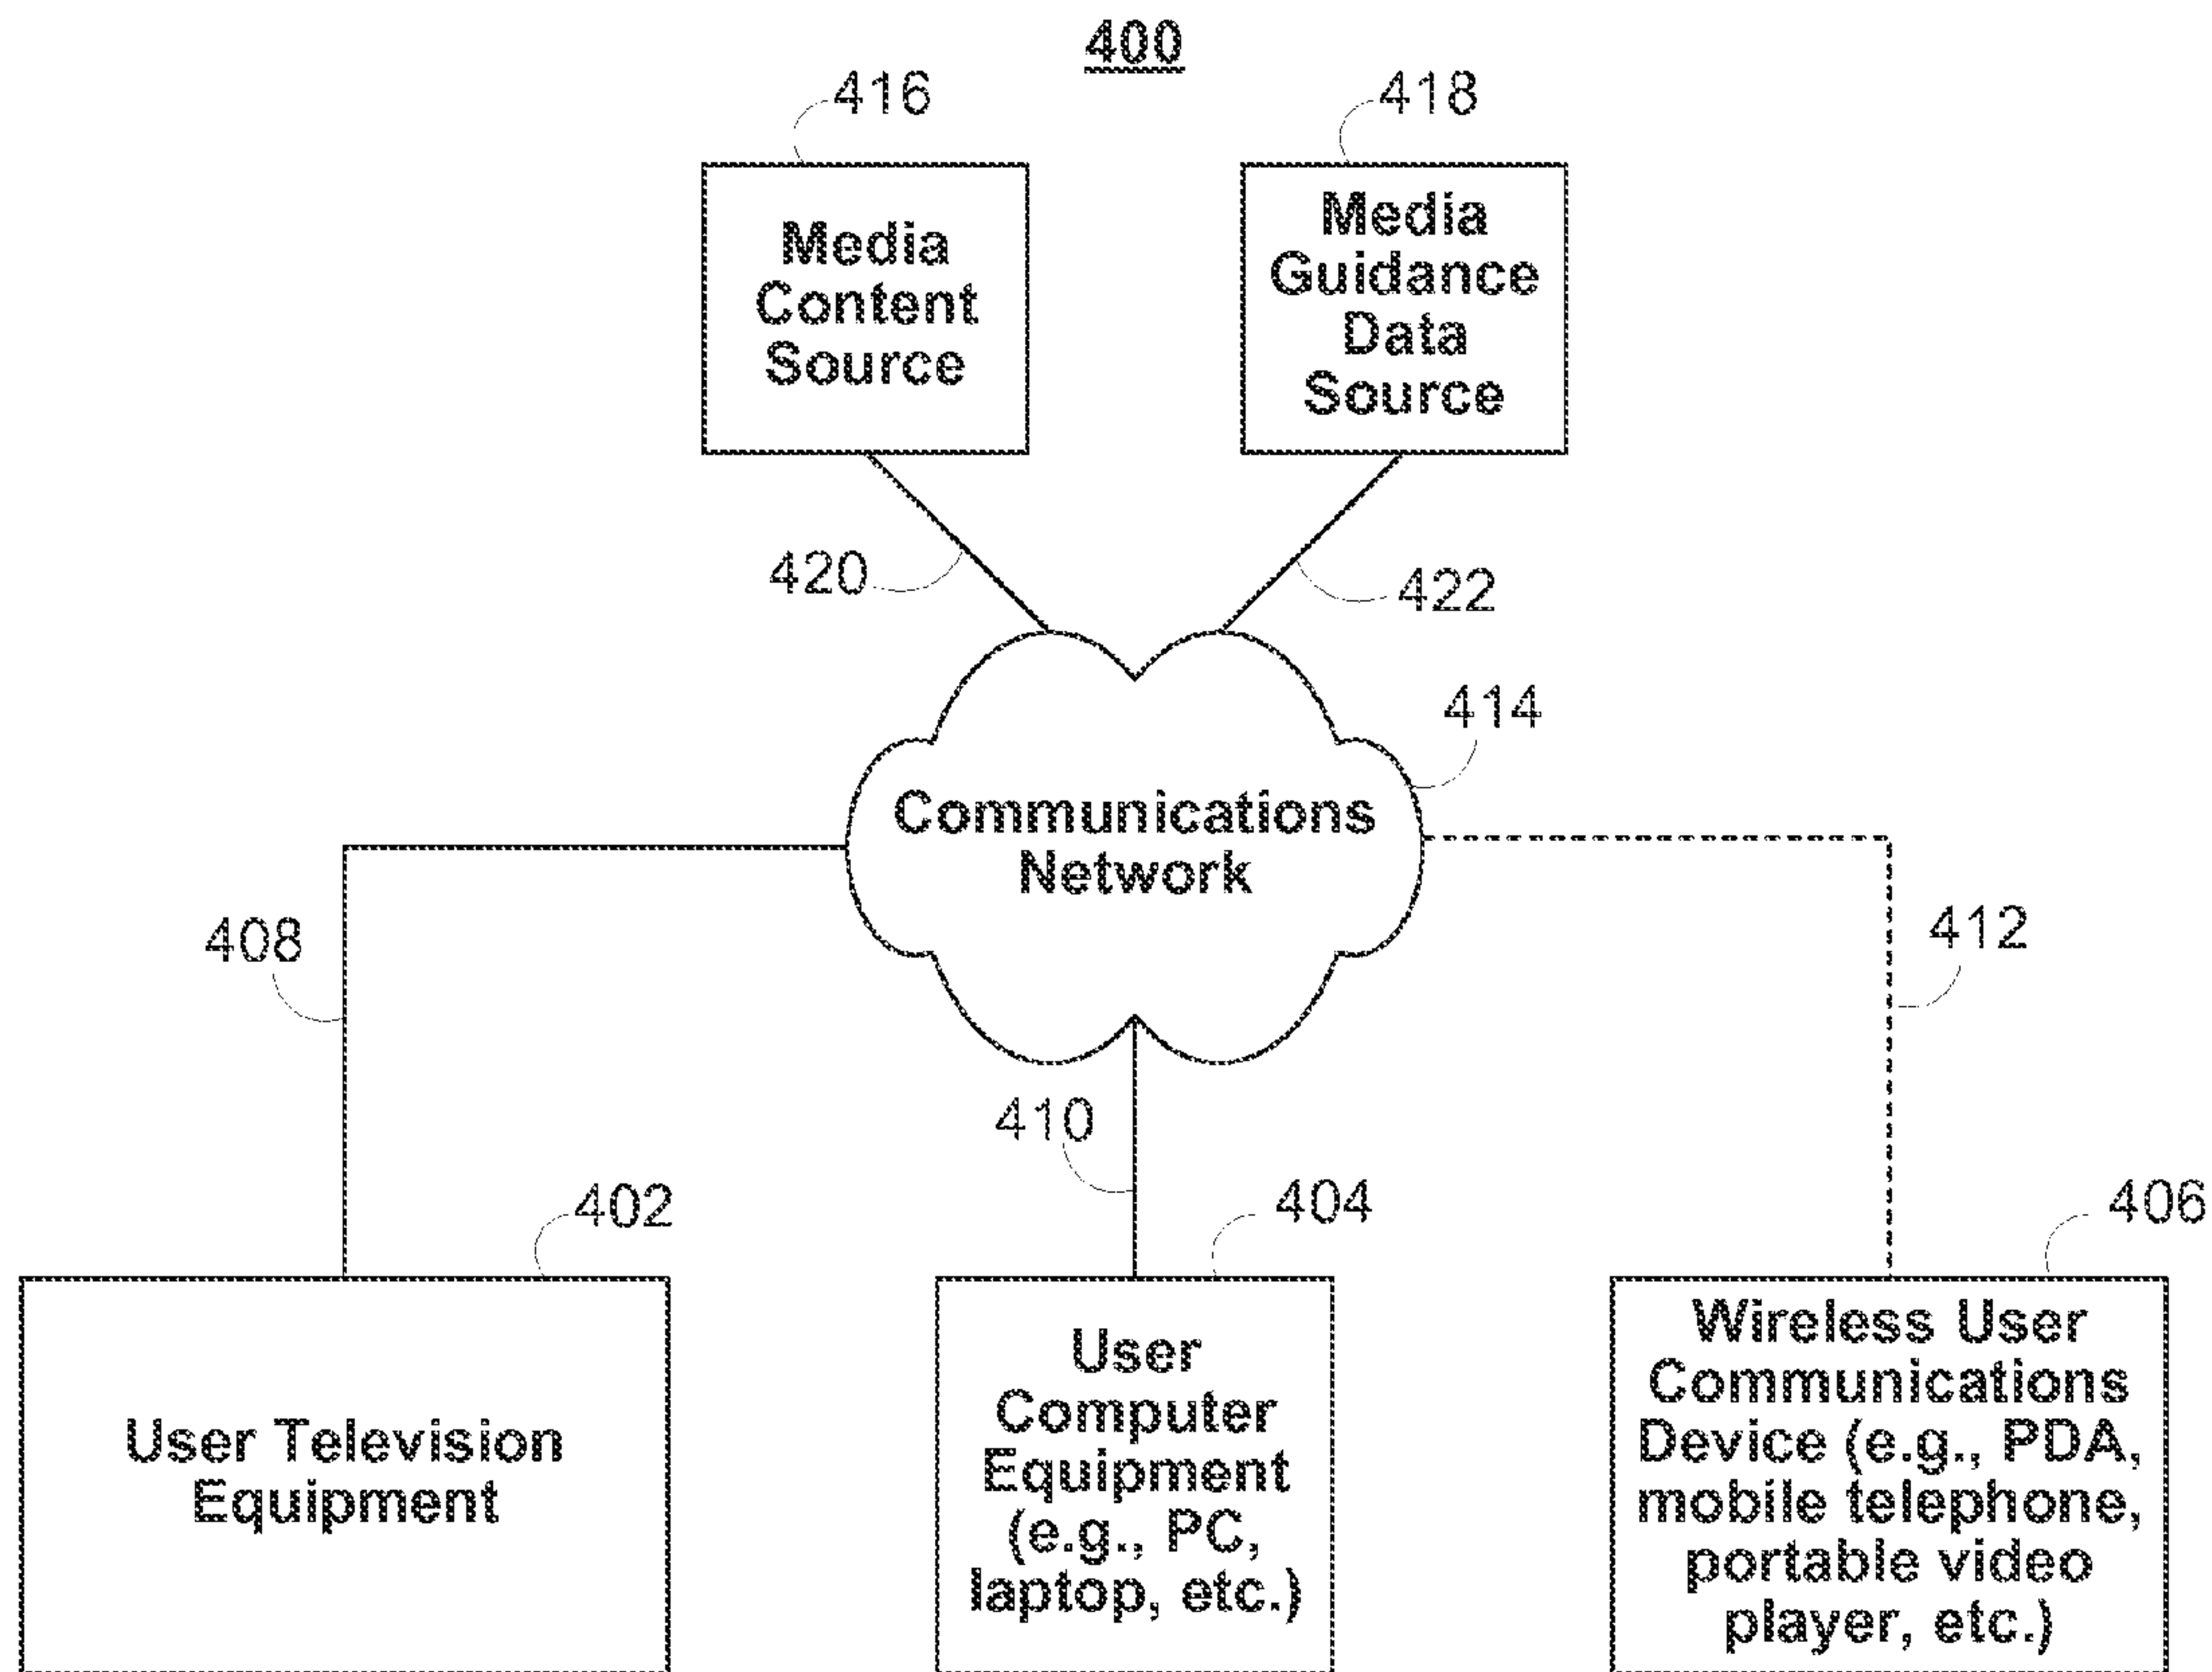 400
416
418
Media
Content
Source
Media
Guidance
Data
Source
420
422
414
Communications
Network
408
412
410
402
404
406
User Television
Equipment
User
Computer
Equipment
(e.g., PC,
laptop, etc.)
Wireless User
Communications
Device (e.g., PDA,
mobile telephone,
portable video
player, etc.)